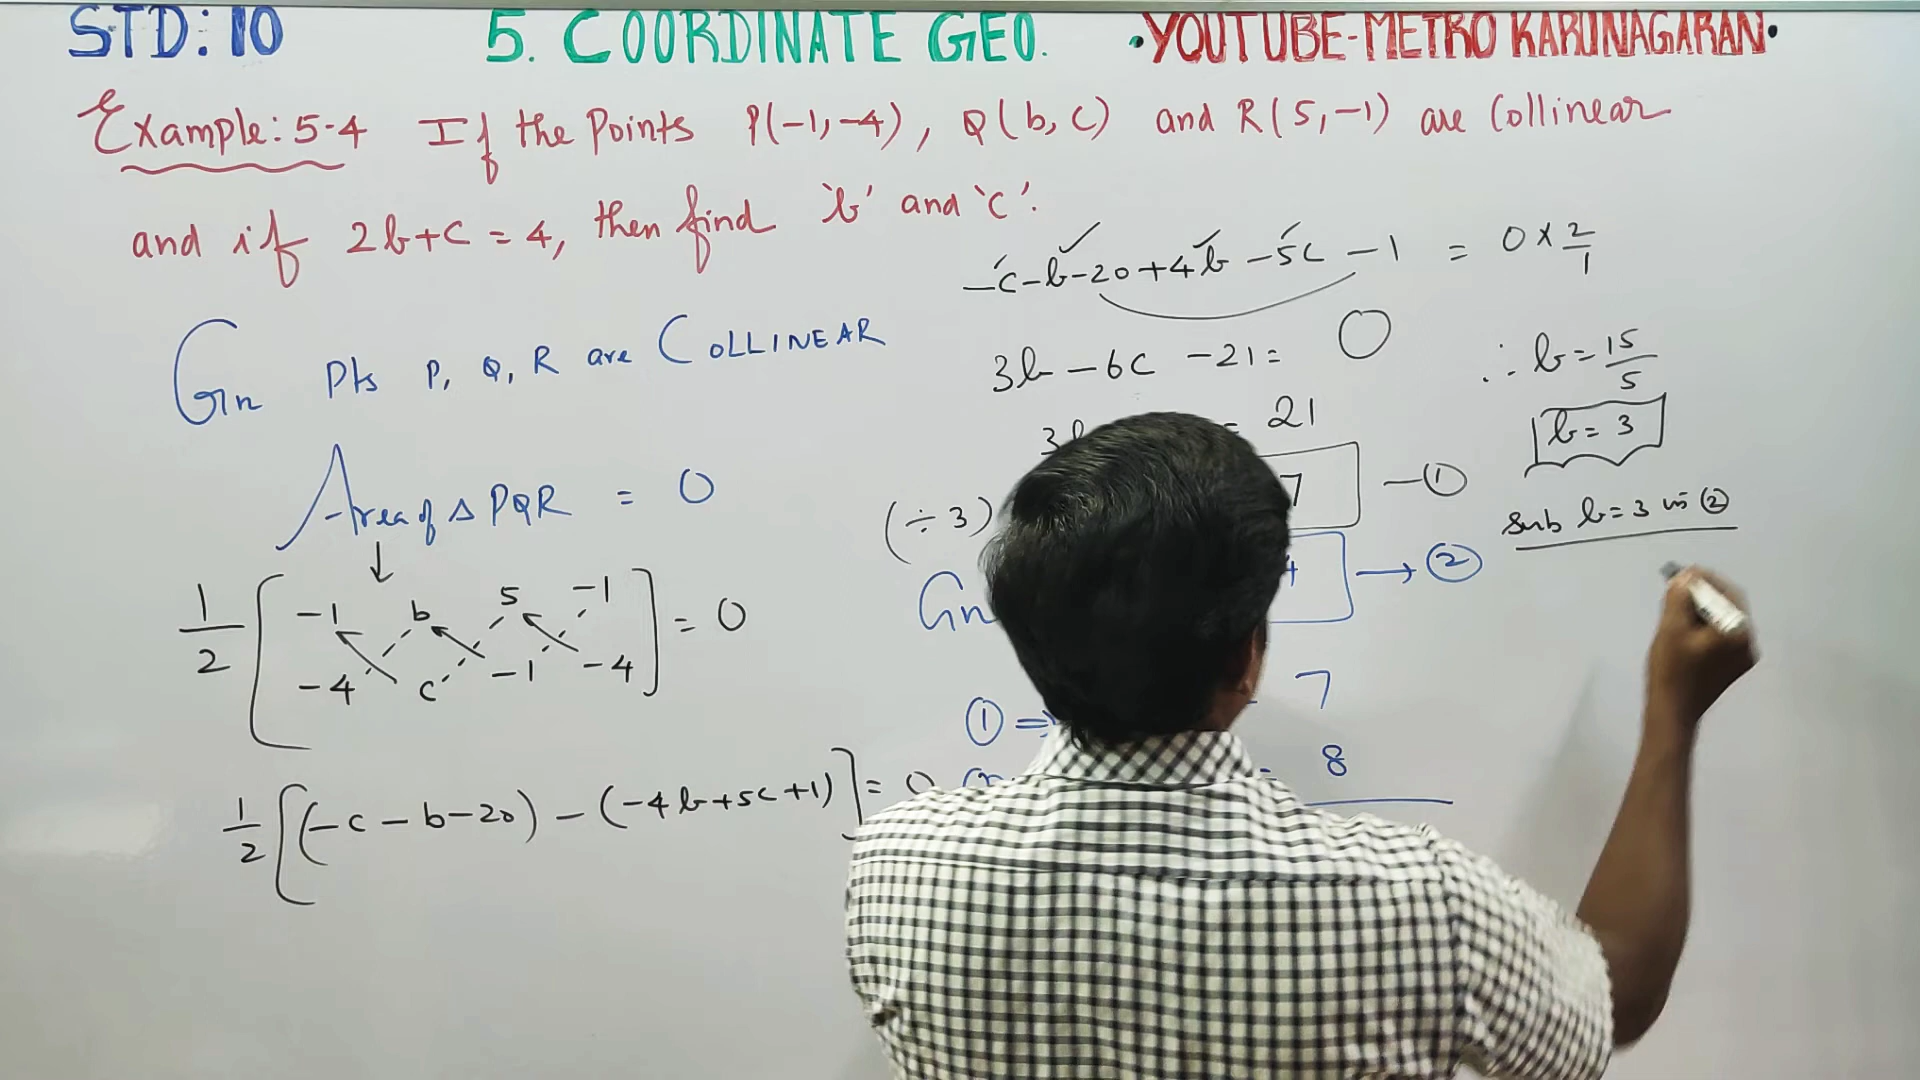 STD: 10 5. COORDINATE GEO. •YOUTUBE-METRO KARUNAGARAN•
Example: 5-4 If the Points P(-1,-4), Q(b,c) and R(5,-1) are Collinear
and if 2b+c = 4, then find 'b' and 'c'.
Gn Pts P, Q, R are COLLINEAR
Area of Δ PQR = 0
1/2 [ -1 b 5 -1
-4 c -1 -4 ] = 0
1/2 [(-c - b - 20) - (-4b+5c+1)] = 0
-c-b-20+4b-5c-1 = 0 × 2/1
3b - 6c - 21 = 0
= 21
(÷3) 7 — ①
Gn 4 → ②
① ⇒ 7
= 8
∴ b = 15/5
b = 3
Sub b = 3 in ②